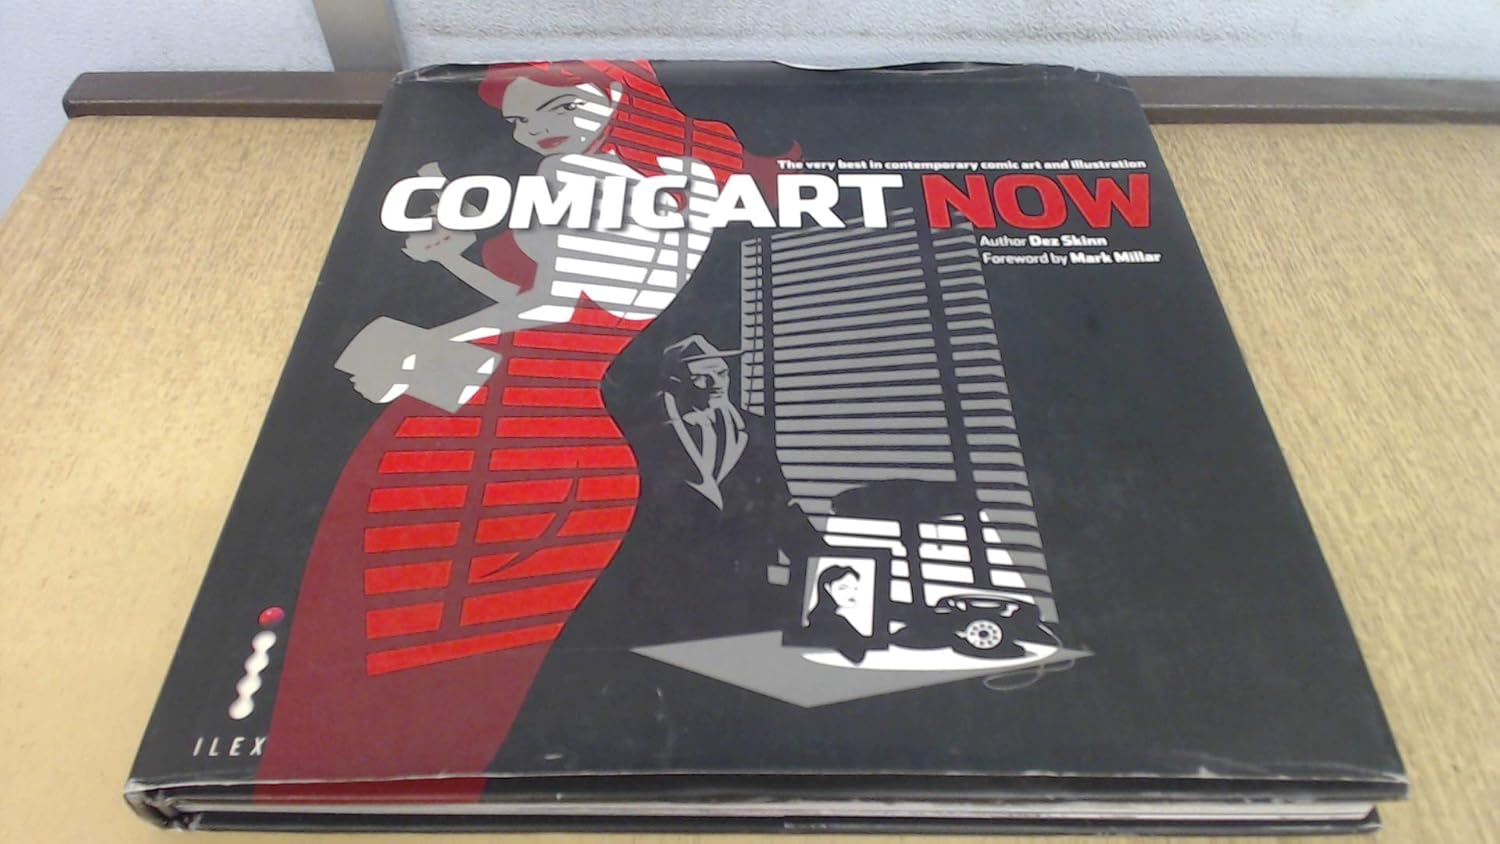 The very best in contemporary comic art and illustration
COMIC ART NOW
Author Dez Skinn
Foreword by Mark Millar
ILEX